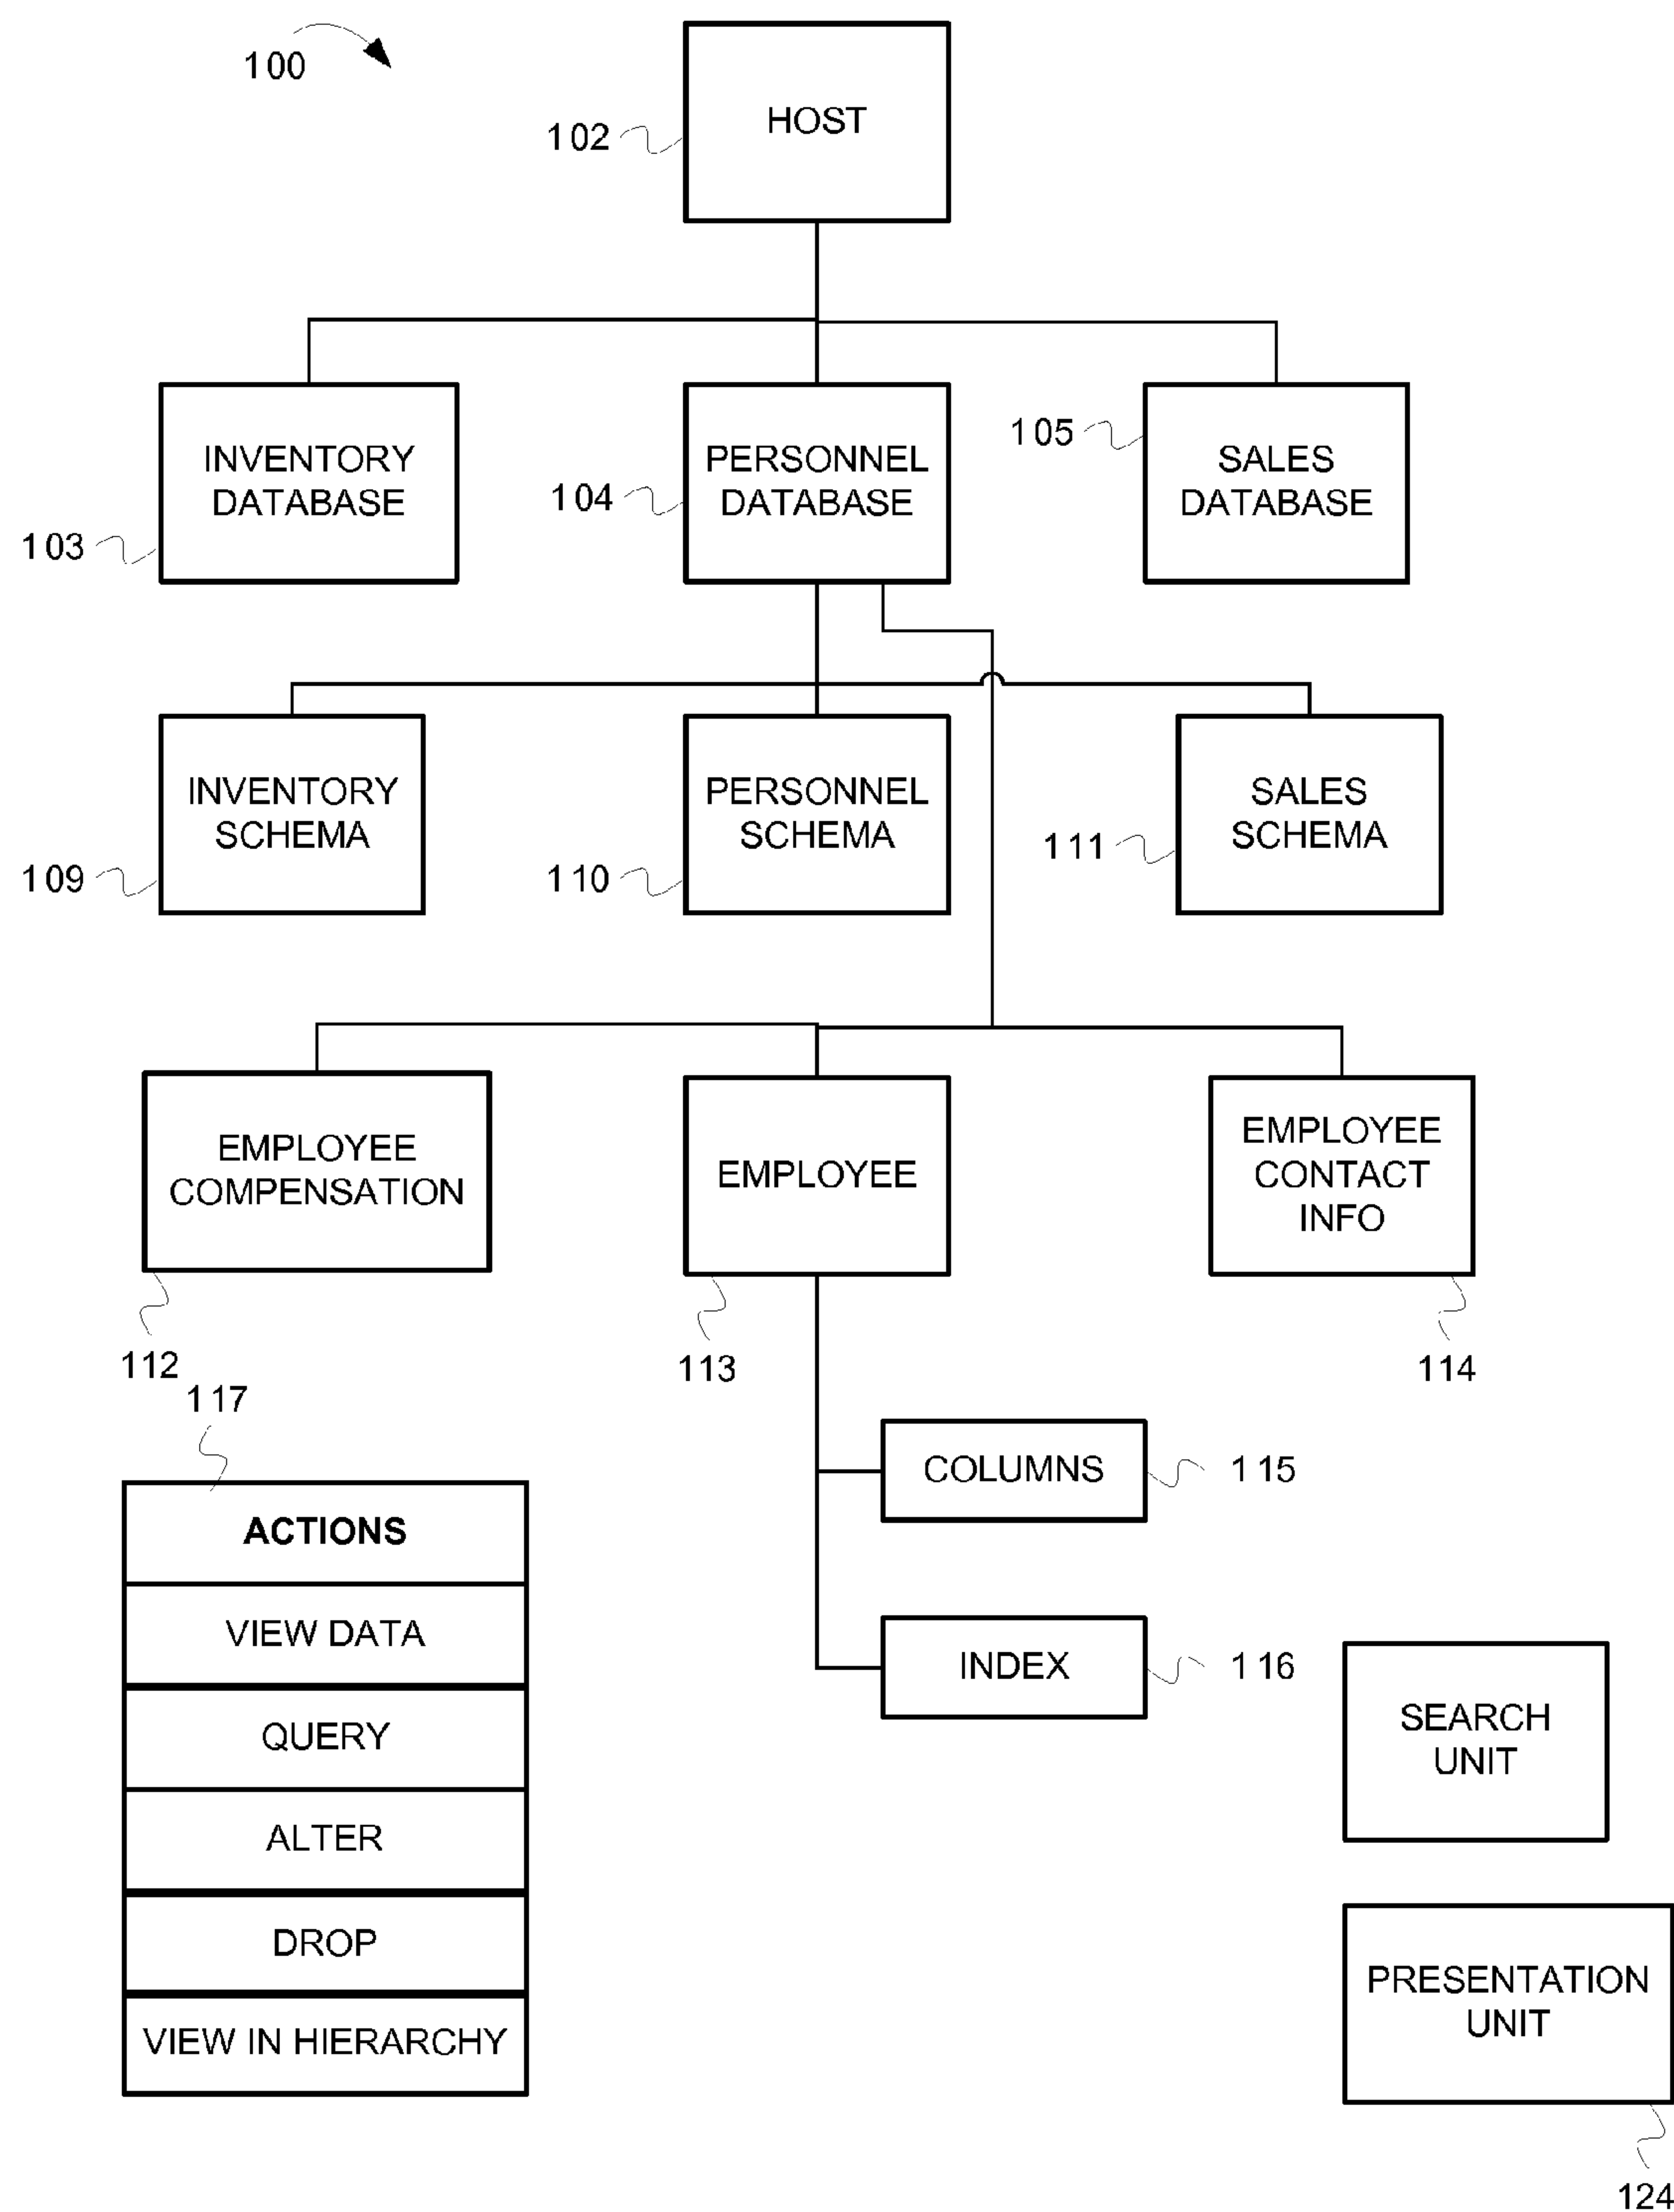 100
HOST
102
INVENTORY
DATABASE
103
PERSONNEL
DATABASE
104
105
SALES
DATABASE
INVENTORY
SCHEMA
109
PERSONNEL
SCHEMA
110
SALES
SCHEMA
111
EMPLOYEE
COMPENSATION
112
EMPLOYEE
113
EMPLOYEE
CONTACT
INFO
114
117
ACTIONS
VIEW DATA
QUERY
ALTER
DROP
VIEW IN HIERARCHY
COLUMNS
115
INDEX
116
SEARCH
UNIT
PRESENTATION
UNIT
124